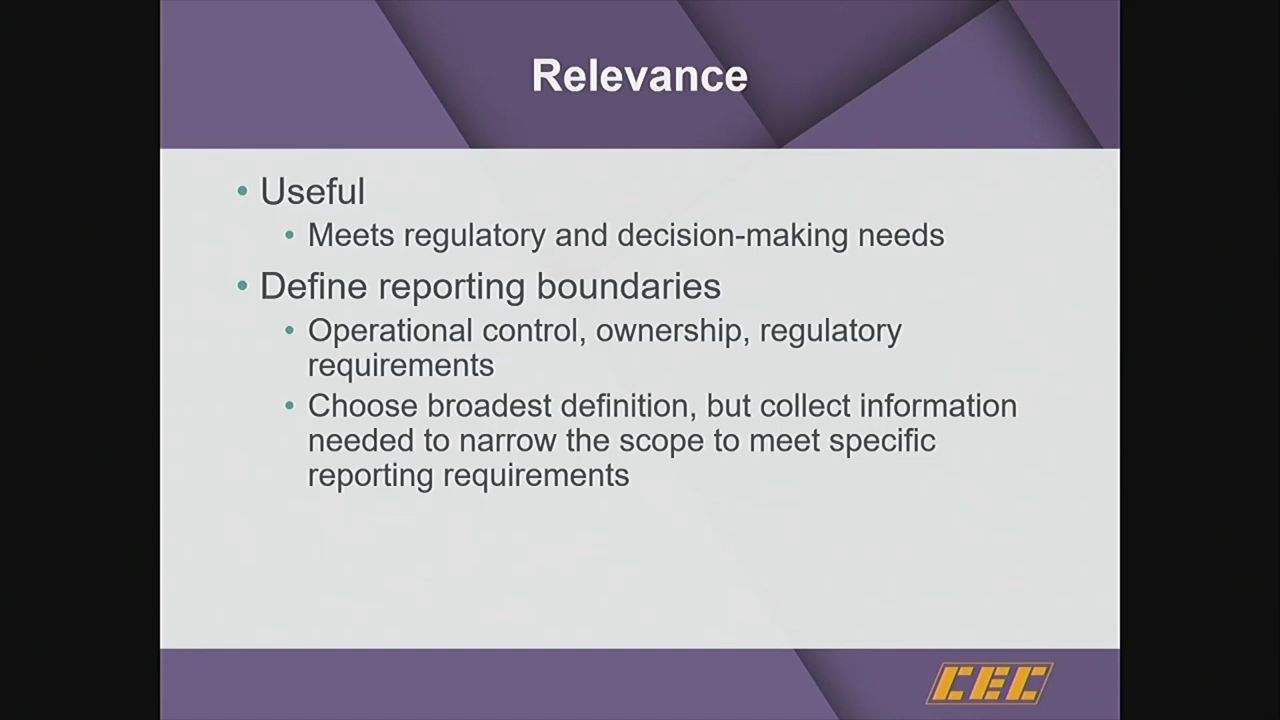 Relevance
• Useful
• Meets regulatory and decision-making needs
• Define reporting boundaries
• Operational control, ownership, regulatory
requirements
• Choose broadest definition, but collect information
needed to narrow the scope to meet specific
reporting requirements
CEC